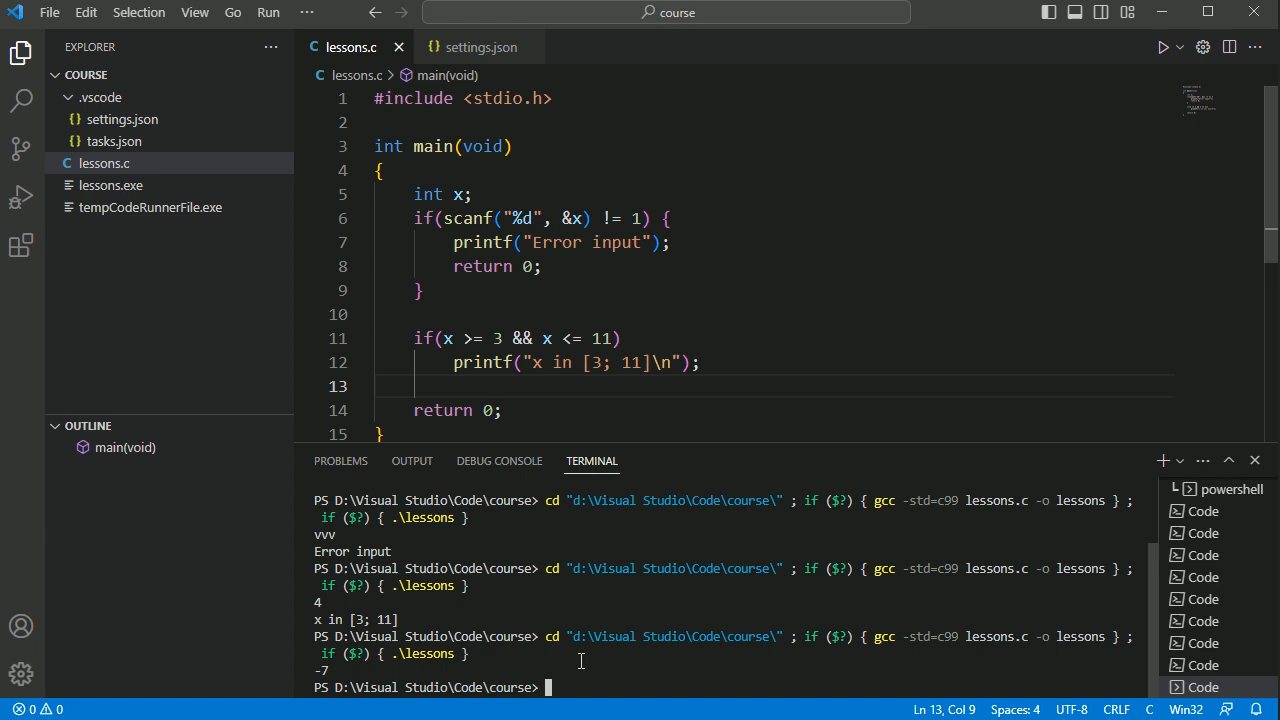 File Edit Selection View Go Run ··· course
EXPLORER ···
COURSE
.vscode
{} settings.json
{} tasks.json
C lessons.c
lessons.exe
tempCodeRunnerFile.exe
OUTLINE
main(void)
C lessons.c {} settings.json
C lessons.c > main(void)
1 #include <stdio.h>
2
3 int main(void)
4 {
5 int x;
6 if(scanf("%d", &x) != 1) {
7 printf("Error input");
8 return 0;
9 }
10
11 if(x >= 3 && x <= 11)
12 printf("x in [3; 11]\n");
13
14 return 0;
15 }
PROBLEMS OUTPUT DEBUG CONSOLE TERMINAL
PS D:\Visual Studio\Code\course> cd "d:\Visual Studio\Code\course\" ; if ($?) { gcc -std=c99 lessons.c -o lessons } ;
if ($?) { .\lessons }
vvv
Error input
PS D:\Visual Studio\Code\course> cd "d:\Visual Studio\Code\course\" ; if ($?) { gcc -std=c99 lessons.c -o lessons } ;
if ($?) { .\lessons }
4
x in [3; 11]
PS D:\Visual Studio\Code\course> cd "d:\Visual Studio\Code\course\" ; if ($?) { gcc -std=c99 lessons.c -o lessons } ;
if ($?) { .\lessons }
-7
PS D:\Visual Studio\Code\course>
powershell
Code
Code
Code
Code
Code
Code
Code
Code
Code
0 0 Ln 13, Col 9 Spaces: 4 UTF-8 CRLF C Win32